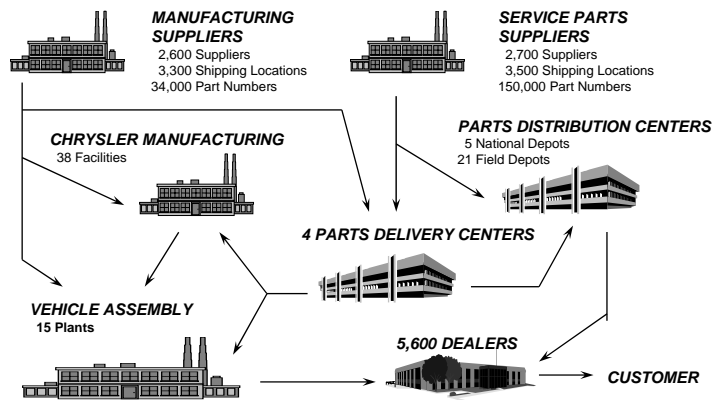 MANUFACTURING
SUPPLIERS
2,600 Suppliers
3,300 Shipping Locations
34,000 Part Numbers
SERVICE PARTS
SUPPLIERS
2,700 Suppliers
3,500 Shipping Locations
150,000 Part Numbers
CHRYSLER MANUFACTURING
38 Facilities
PARTS DISTRIBUTION CENTERS
5 National Depots
21 Field Depots
4 PARTS DELIVERY CENTERS
VEHICLE ASSEMBLY
15 Plants
5,600 DEALERS
CUSTOMER